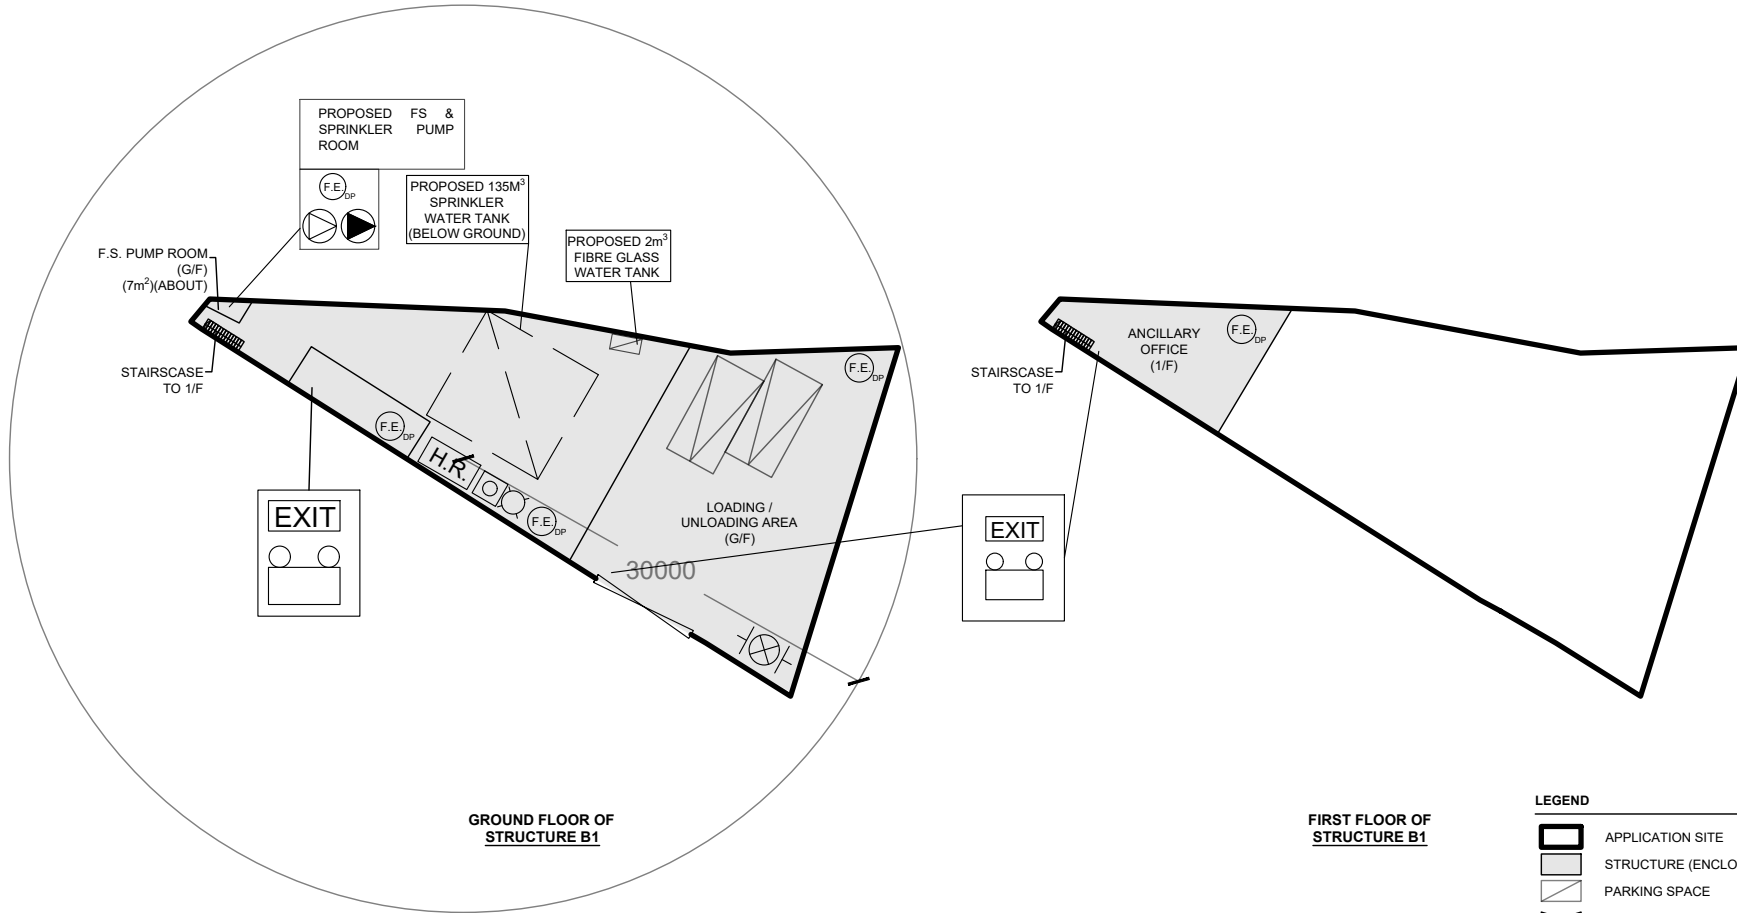 PROPOSED FS &
SPRINKLER PUMP
ROOM
F.E.
DP
PROPOSED 135M³
SPRINKLER
WATER TANK
(BELOW GROUND)
PROPOSED 2m³
FIBRE GLASS
WATER TANK
F.S. PUMP ROOM
(G/F)
(7m²)(ABOUT)
STAIRSCASE
TO 1/F
F.E.
DP
F.E.
DP
H.R.
F.E.
DP
LOADING /
UNLOADING AREA
(G/F)
30000
EXIT
EXIT
ANCILLARY
OFFICE
(1/F)
F.E.
DP
STAIRSCASE
TO 1/F
GROUND FLOOR OF
STRUCTURE B1
FIRST FLOOR OF
STRUCTURE B1
LEGEND
APPLICATION SITE
STRUCTURE (ENCLO
PARKING SPACE